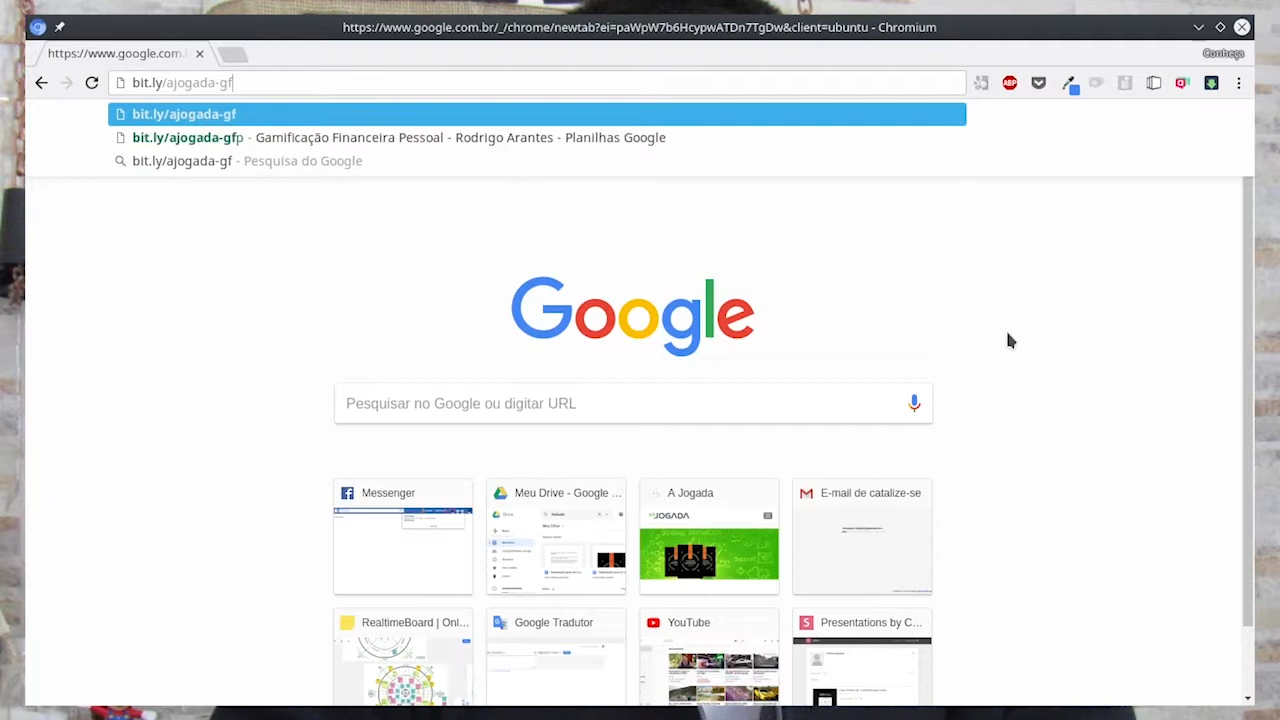 https://www.google.com.br/_/chrome/newtab?ei=paWpW7b6HcypwATDn7TgDw&client=ubuntu - Chromium
https://www.google.com.
Conheça
bit.ly/ajogada-gf
ABP
bit.ly/ajogada-gf
bit.ly/ajogada-gfp - Gamificação Financeira Pessoal - Rodrigo Arantes - Planilhas Google
bit.ly/ajogada-gf - Pesquisa do Google
Google
Pesquisar no Google ou digitar URL
Messenger
Meu Drive - Google ...
A Jogada
E-mail de catalize-se
JOGADA
RealtimeBoard | Onl...
Google Tradutor
YouTube
Presentations by C...